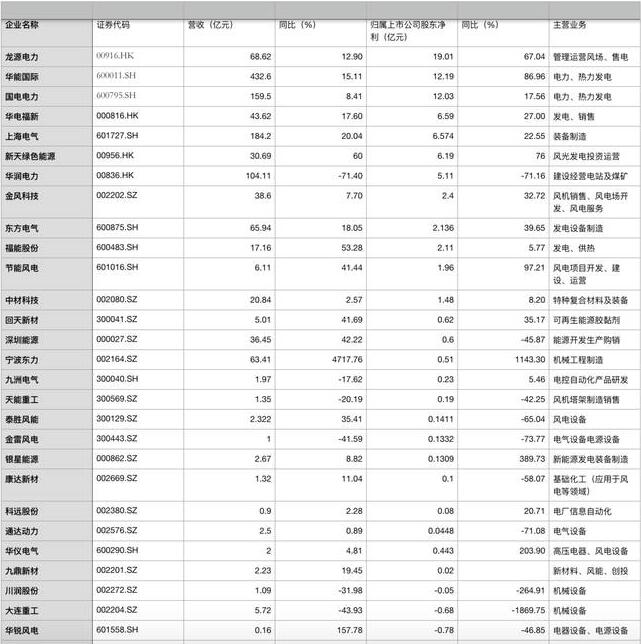 企业名称 证券代码 营收（亿元） 同比（%） 归属上市公司股东净利（亿元） 同比（%） 主营业务
龙源电力 00916.HK 68.62 12.90 19.01 67.04 管理运营风场、售电
华能国际 600011.SH 432.6 15.11 12.19 86.96 电力、热力发电
国电电力 600795.SH 159.5 8.41 12.03 17.56 电力、热力发电
华电福新 000816.HK 43.62 17.60 6.59 27.00 发电、销售
上海电气 601727.SH 184.2 20.04 6.574 22.55 装备制造
新天绿色能源 00956.HK 30.69 60 6.19 76 风光发电投资运营
华润电力 00836.HK 104.11 -71.40 5.11 -71.16 建设经营电站及煤矿
金风科技 002202.SZ 38.6 7.70 2.4 32.72 风机销售、风电场开发、风电服务
东方电气 600875.SH 65.94 18.05 2.136 39.65 发电设备制造
福能股份 600483.SH 17.16 53.28 2.11 5.77 发电、供热
节能风电 601016.SH 6.11 41.44 1.96 97.21 风电项目开发、建设、运营
中材科技 002080.SZ 20.84 2.57 1.48 8.20 特种复合材料及装备
回天新材 300041.SZ 5.01 41.69 0.62 35.17 可再生能源胶黏剂
深圳能源 000027.SZ 36.45 42.22 0.6 -45.87 能源开发生产购销
宁波东力 002164.SZ 63.41 4717.76 0.51 1143.30 机械工程制造
九洲电气 300040.SH 1.97 -17.62 0.23 5.46 电控自动化产品研发
天能重工 300569.SZ 1.35 -20.19 0.19 -42.25 风机塔架制造销售
泰胜风能 300129.SZ 2.322 35.41 0.1411 -65.04 风电设备
金雷风电 300443.SZ 1 -41.59 0.1332 -73.77 电气设备电源设备
银星能源 000862.SZ 2.67 8.82 0.1309 389.73 新能源发电装备制造
康达新材 002669.SZ 1.32 11.04 0.1 -58.07 基础化工（应用于风电等领域）
科远股份 002380.SZ 0.9 2.28 0.08 20.71 电厂信息自动化
通达动力 002576.SZ 2.5 0.89 0.0448 -71.08 电气设备
华仪电气 600290.SH 2 4.81 0.443 203.90 高压电器、风电设备
九鼎新材 002201.SZ 2.23 19.45 0.02 新材料、风能、创投
川润股份 002272.SZ 1.09 -31.98 -0.05 -264.91 机械设备
大连重工 002204.SZ 5.72 -43.93 -0.68 -1869.75 机械设备
华锐风电 601558.SH 0.16 157.78 -0.78 -46.85 电器设备、电源设备